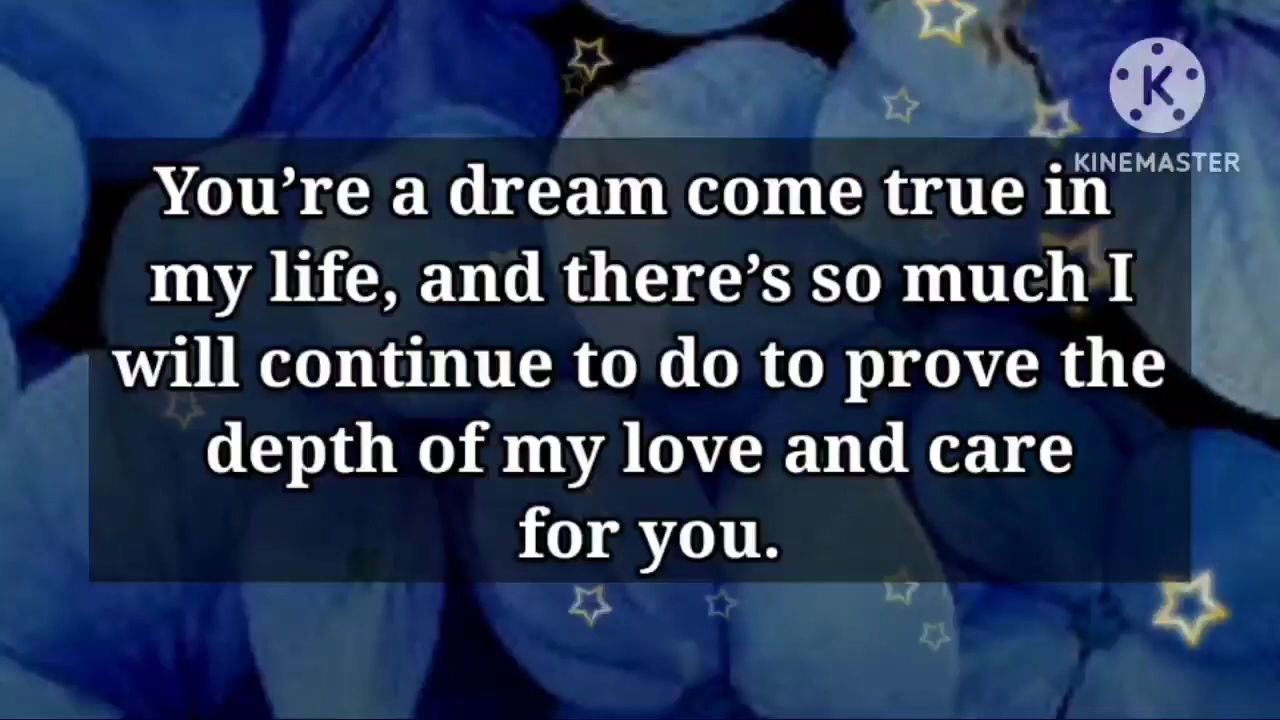 K
KINEMASTER
You’re a dream come true in
my life, and there’s so much I
will continue to do to prove the
depth of my love and care
for you.